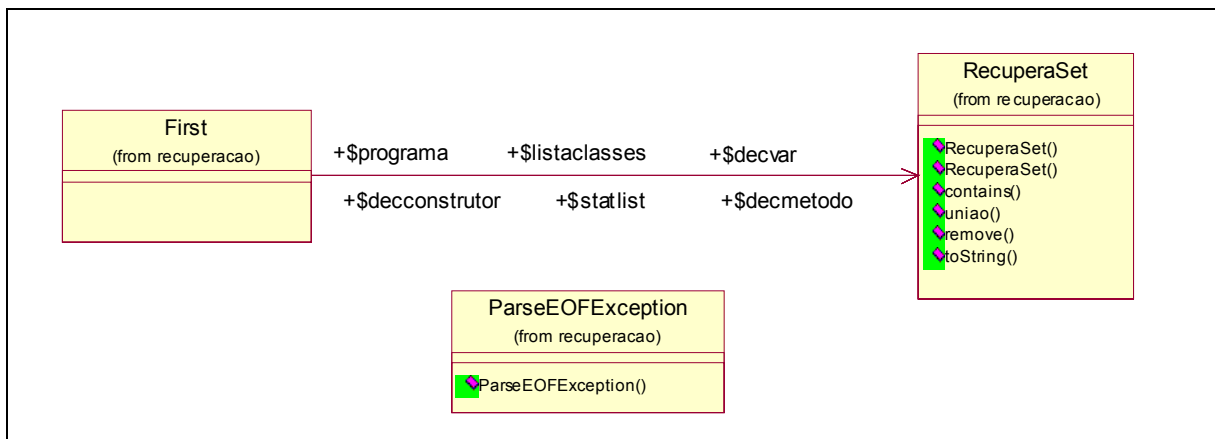 RecuperaSet
(from recuperacao)
RecuperaSet()
RecuperaSet()
contains()
uniao()
remove()
toString()
First
(from recuperacao)
+$programa +$listaclasses +$decvar
+$decconstrutor +$statlist +$decmetodo
ParseEOFException
(from recuperacao)
ParseEOFException()